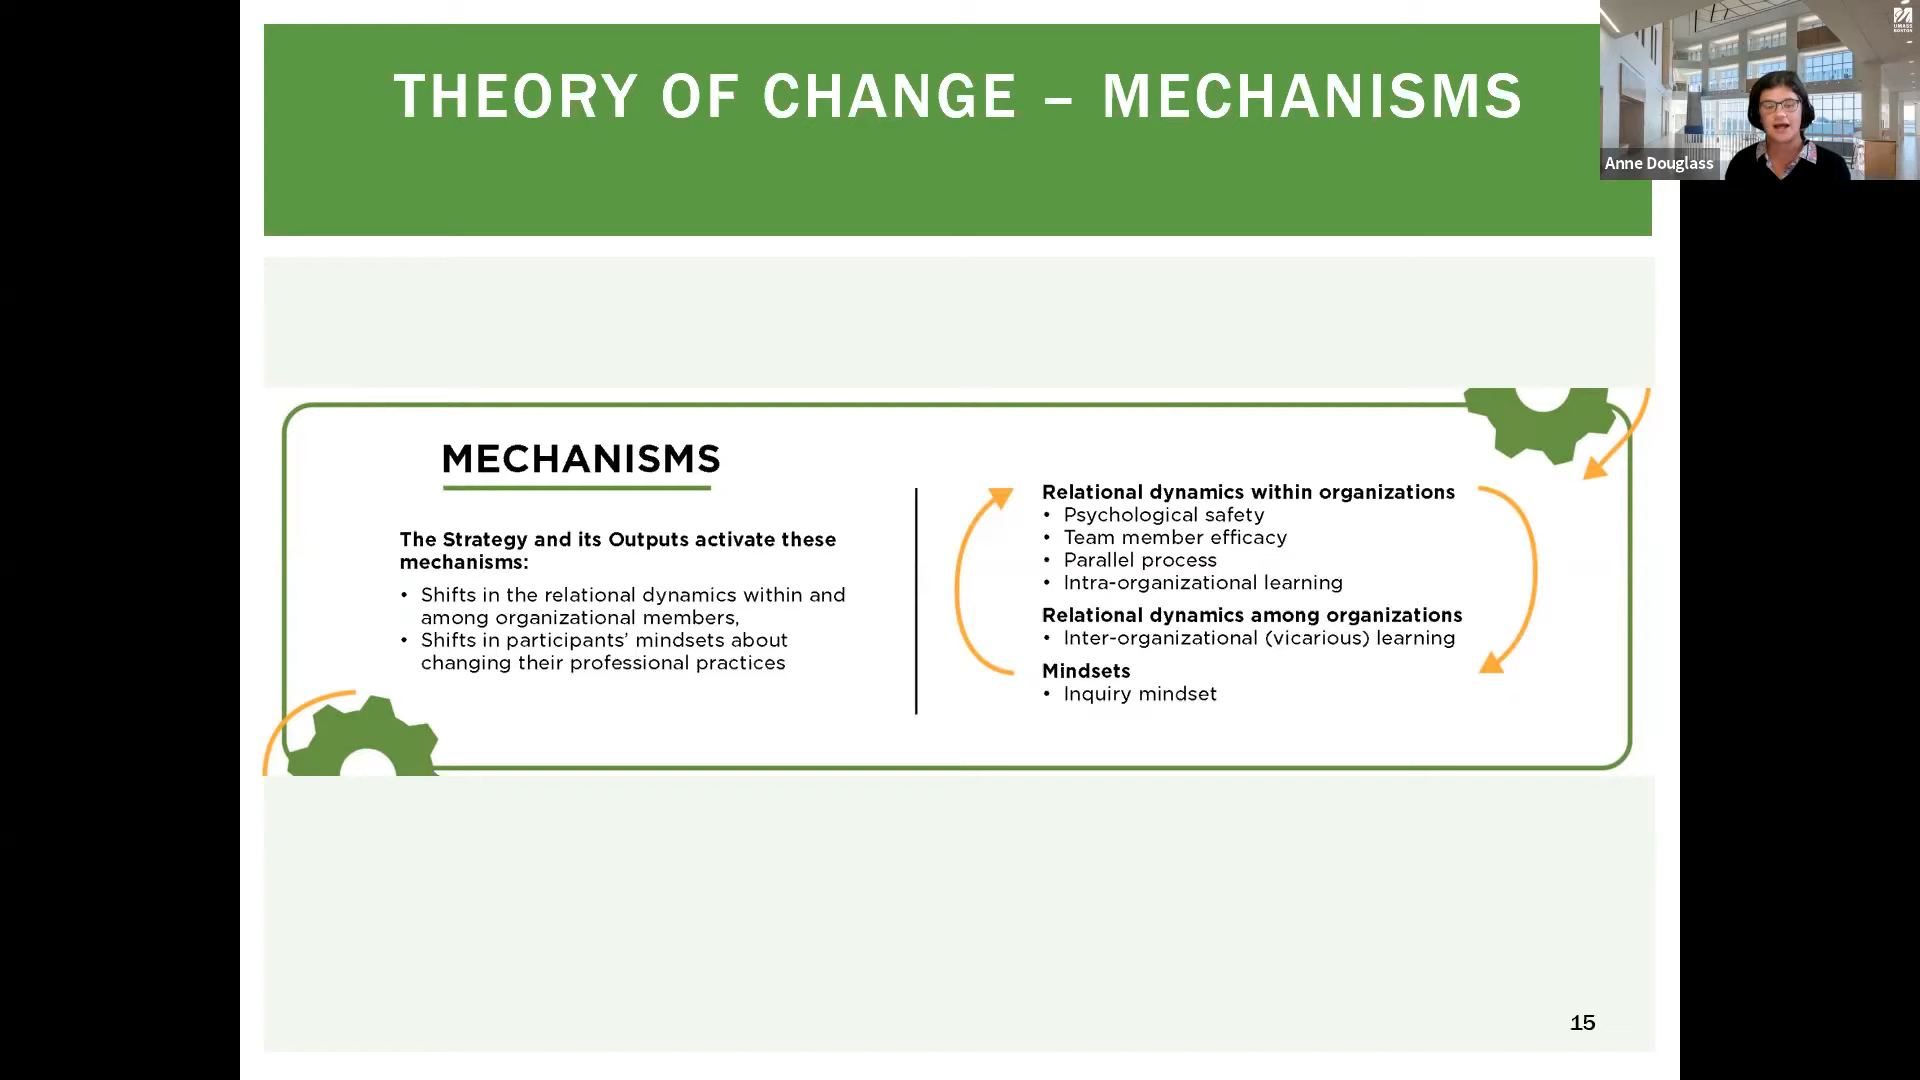 THEORY OF CHANGE – MECHANISMS
UMASS
BOSTON
Anne Douglass
MECHANISMS
The Strategy and its Outputs activate these
mechanisms:
• Shifts in the relational dynamics within and
among organizational members,
• Shifts in participants’ mindsets about
changing their professional practices
Relational dynamics within organizations
• Psychological safety
• Team member efficacy
• Parallel process
• Intra-organizational learning
Relational dynamics among organizations
• Inter-organizational (vicarious) learning
Mindsets
• Inquiry mindset
15